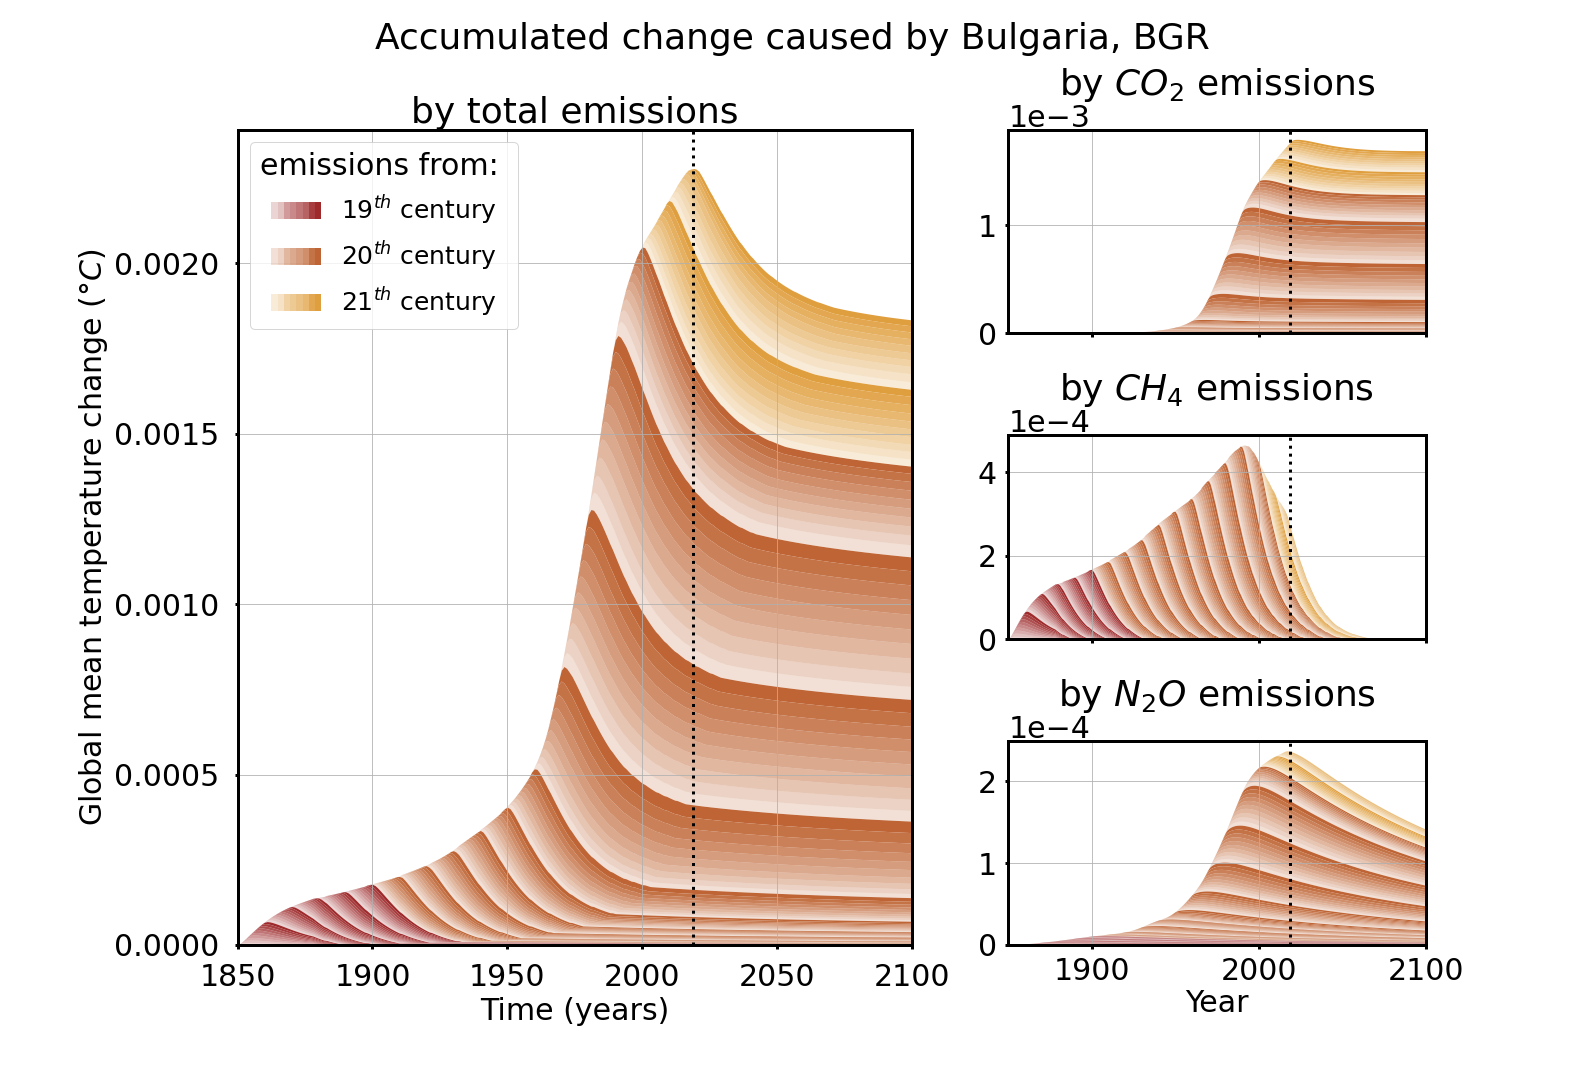 Accumulated change caused by Bulgaria, BGR
by total emissions
emissions from:
19th century
20th century
21th century
Global mean temperature change (°C)
0.0020
0.0015
0.0010
0.0005
0.0000
1850 1900 1950 2000 2050 2100
Time (years)
by CO2 emissions
1e−3
1
0
by CH4 emissions
1e−4
4
2
0
by N2O emissions
1e−4
2
1
0
1900 2000 2100
Year